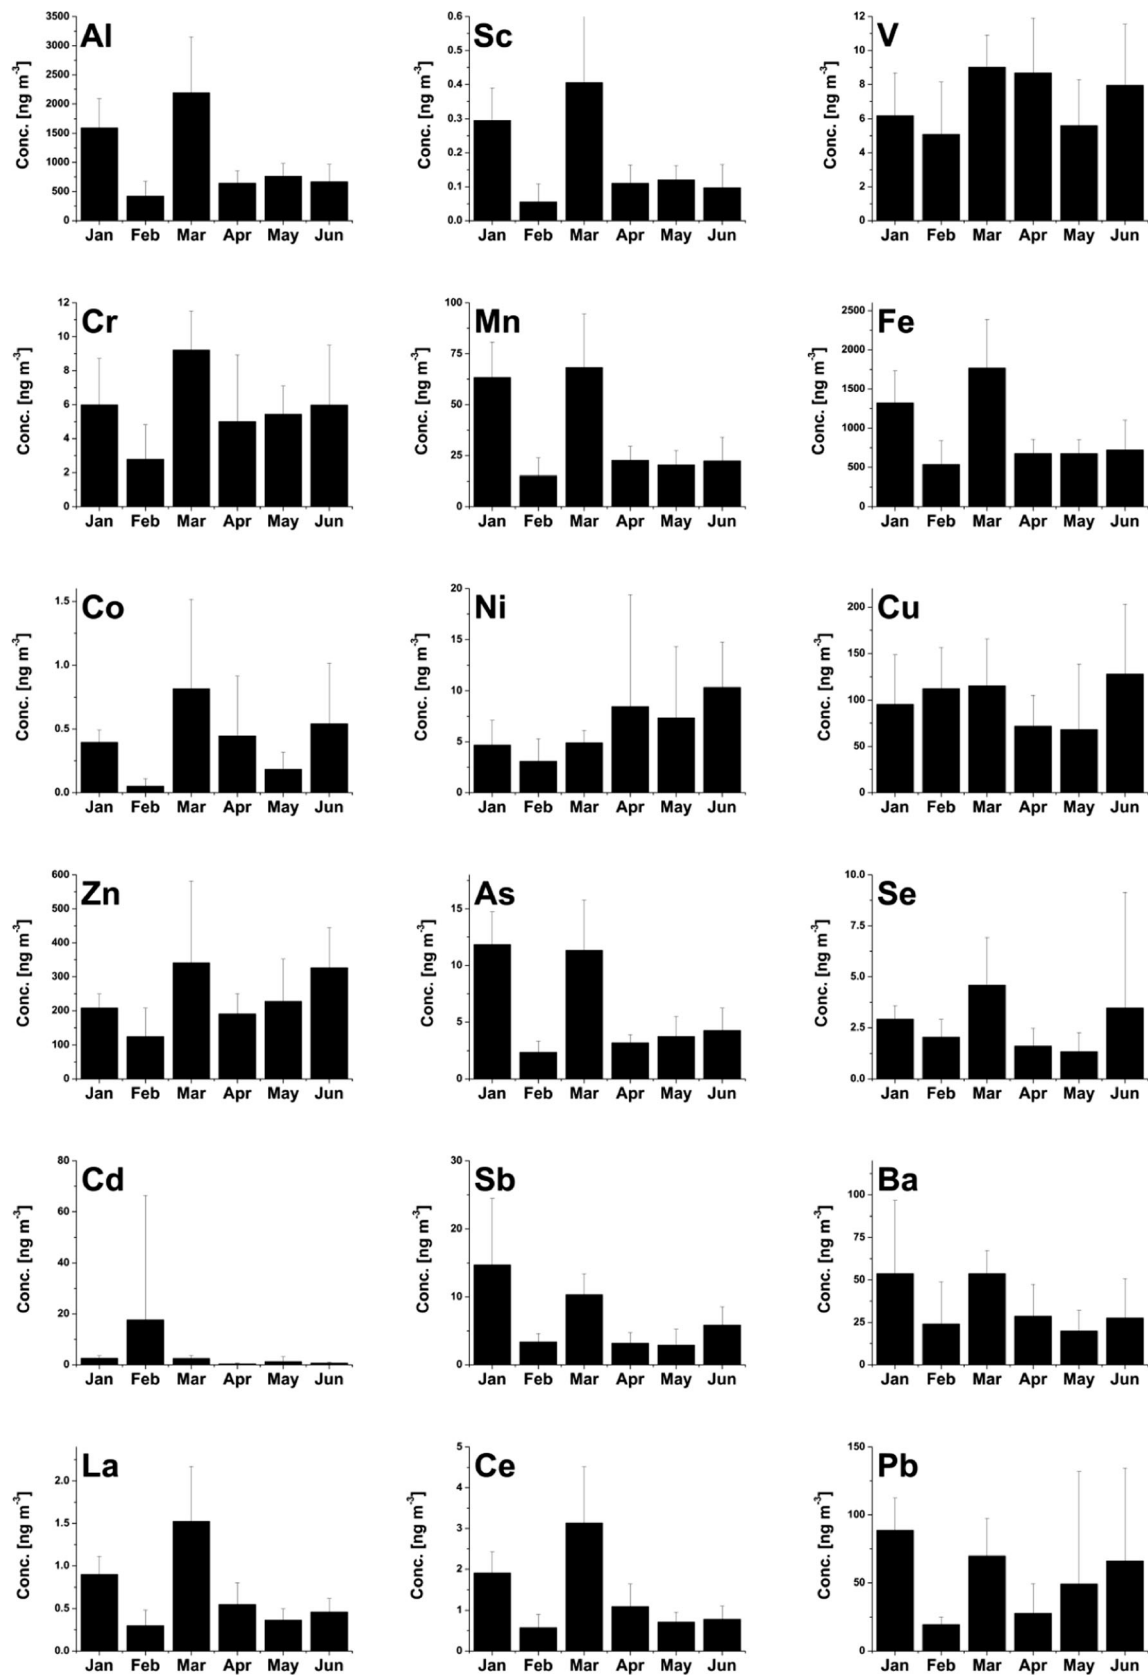 Al
Conc. [ng m⁻³]
3500
3000
2500
2000
1500
1000
500
0
Jan Feb Mar Apr May Jun
Sc
Conc. [ng m⁻³]
0.6
0.5
0.4
0.3
0.2
0.1
0.0
Jan Feb Mar Apr May Jun
V
Conc. [ng m⁻³]
12
10
8
6
4
2
0
Jan Feb Mar Apr May Jun
Cr
Conc. [ng m⁻³]
12
10
8
6
4
2
0
Jan Feb Mar Apr May Jun
Mn
Conc. [ng m⁻³]
100
75
50
25
0
Jan Feb Mar Apr May Jun
Fe
Conc. [ng m⁻³]
2500
2000
1500
1000
500
0
Jan Feb Mar Apr May Jun
Co
Conc. [ng m⁻³]
1.5
1.0
0.5
0.0
Jan Feb Mar Apr May Jun
Ni
Conc. [ng m⁻³]
20
15
10
5
0
Jan Feb Mar Apr May Jun
Cu
Conc. [ng m⁻³]
200
150
100
50
0
Jan Feb Mar Apr May Jun
Zn
Conc. [ng m⁻³]
600
500
400
300
200
100
0
Jan Feb Mar Apr May Jun
As
Conc. [ng m⁻³]
15
10
5
0
Jan Feb Mar Apr May Jun
Se
Conc. [ng m⁻³]
10.0
7.5
5.0
2.5
0.0
Jan Feb Mar Apr May Jun
Cd
Conc. [ng m⁻³]
80
60
40
20
0
Jan Feb Mar Apr May Jun
Sb
Conc. [ng m⁻³]
30
20
10
0
Jan Feb Mar Apr May Jun
Ba
Conc. [ng m⁻³]
100
75
50
25
0
Jan Feb Mar Apr May Jun
La
Conc. [ng m⁻³]
2.0
1.5
1.0
0.5
0.0
Jan Feb Mar Apr May Jun
Ce
Conc. [ng m⁻³]
5
4
3
2
1
0
Jan Feb Mar Apr May Jun
Pb
Conc. [ng m⁻³]
150
100
50
0
Jan Feb Mar Apr May Jun